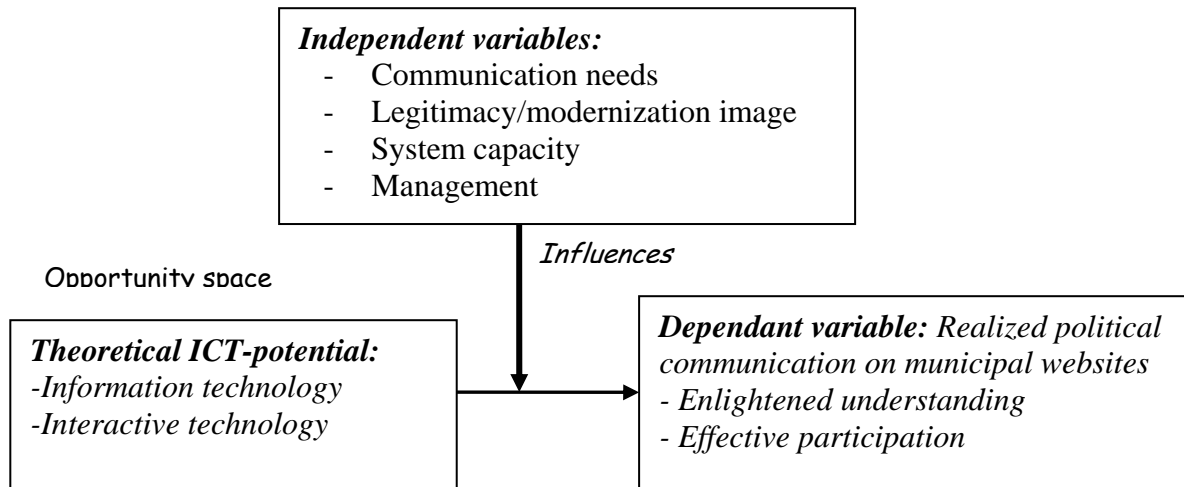 Independent variables:
- Communication needs
- Legitimacy/modernization image
- System capacity
- Management
Influences
Opportunity space
Theoretical ICT-potential:
-Information technology
-Interactive technology
Dependant variable: Realized political
communication on municipal websites
- Enlightened understanding
- Effective participation